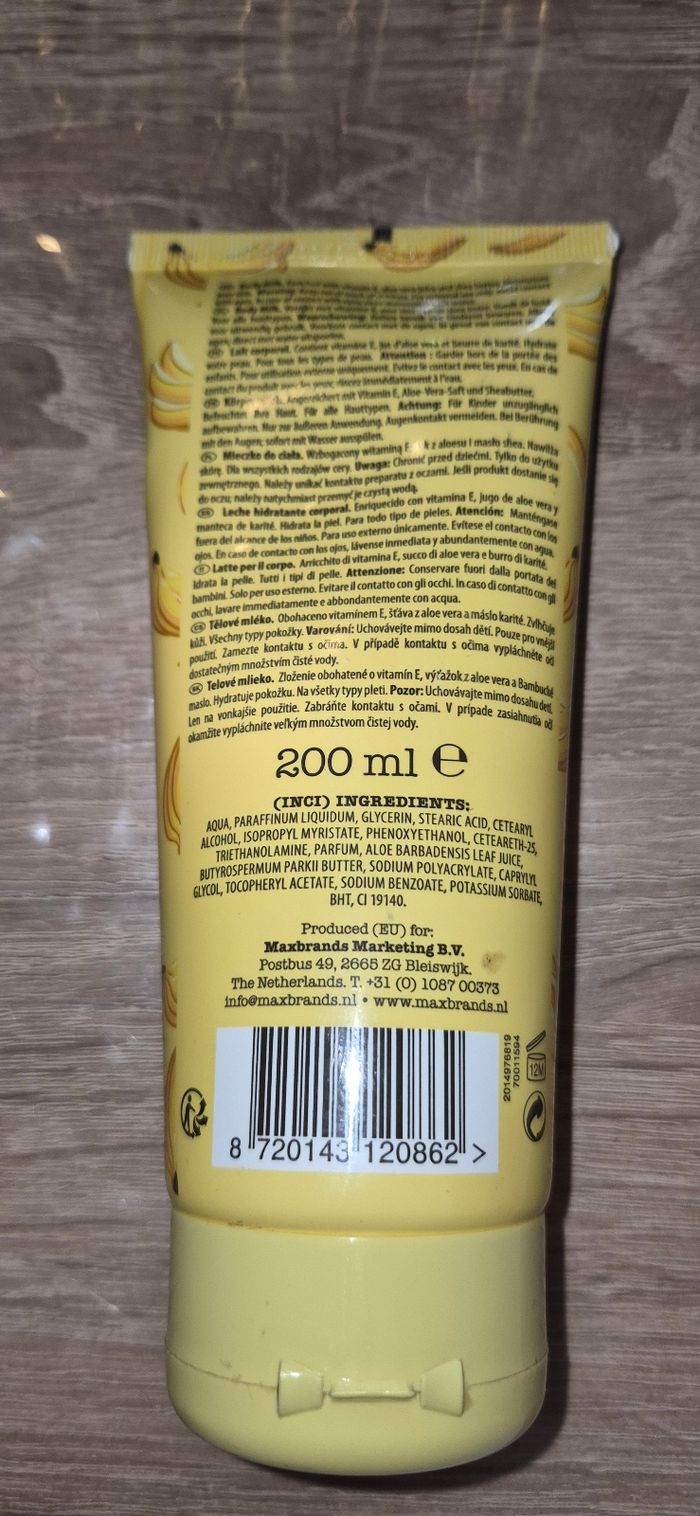 Body Milk.
Body Milk.
Lait corporel. Contient vitamine E, jus d'aloe vera et beurre de karité. Hydrate
votre peau. Pour tous les types de peau. Attention : Garder hors de la portée des
enfants. Pour utilisation externe uniquement. Evitez le contact avec les yeux. En cas de
contact du produit avec les yeux, rincez immédiatement à l'eau.
Angereichert mit Vitamin E, Aloe-Vera-Saft und Sheabutter.
Befeuchtet Ihre Haut. Für alle Hauttypen. Achtung: Für Kinder unzugänglich
aufbewahren. Nur zur äußeren Anwendung. Augenkontakt vermeiden. Bei Berührung
mit den Augen, sofort mit Wasser ausspülen.
PL Mleczko do ciała. Wzbogacony witaminą E z aloesu i masło shea. Nawilża
skórę. Dla wszystkich rodzajów cery. Uwaga: Chronić przed dziećmi. Tylko do użytku
zewnętrznego. Należy unikać kontaktu preparatu z oczami. Jeśli produkt dostanie się
do oczu, należy natychmiast przemyć je czystą wodą.
ES Leche hidratante corporal. Enriquecido con vitamina E, jugo de aloe vera y
manteca de karité. Hidrata la piel. Para todo tipo de pieles. Atención: Manténgase
fuera del alcance de los niños. Para uso externo únicamente. Evítese el contacto con los
ojos. En caso de contacto con los ojos, lávense inmediata y abundantemente con agua.
IT Latte per il corpo. Arricchito di vitamina E, succo di aloe vera e burro di karité.
Idrata la pelle. Tutti i tipi di pelle. Attenzione: Conservare fuori dalla portata dei
bambini. Solo per uso esterno. Evitare il contatto con gli occhi. In caso di contatto con gli
occhi, lavare immediatamente e abbondantemente con acqua.
CZ Tělové mléko. Obohaceno vitamínem E, šťáva z aloe vera a máslo karité. Zvlhčuje
kůži. Všechny typy pokožky. Varování: Uchovávejte mimo dosah dětí. Pouze pro vnější
použití. Zamezte kontaktu s očima. V případě kontaktu s očima vypláchněte oči
dostatečným množstvím čisté vody.
SK Telové mlieko. Zloženie obohatené o vitamín E, výťažok z aloe vera a Bambucké
maslo. Hydratuje pokožku. Na všetky typy pleti. Pozor: Uchovávajte mimo dosahu detí.
Len na vonkajšie použitie. Zabráňte kontaktu s očami. V prípade zasiahnutia očí
okamžite vypláchnite veľkým množstvom čistej vody.
200 ml e
(INCI) INGREDIENTS:
AQUA, PARAFFINUM LIQUIDUM, GLYCERIN, STEARIC ACID, CETEARYL
ALCOHOL, ISOPROPYL MYRISTATE, PHENOXYETHANOL, CETEARETH-25,
TRIETHANOLAMINE, PARFUM, ALOE BARBADENSIS LEAF JUICE,
BUTYROSPERMUM PARKII BUTTER, SODIUM POLYACRYLATE, CAPRYLYL
GLYCOL, TOCOPHERYL ACETATE, SODIUM BENZOATE, POTASSIUM SORBATE,
BHT, CI 19140.
Produced (EU) for:
Maxbrands Marketing B.V.
Postbus 49, 2665 ZG Bleiswijk.
The Netherlands. T. +31 (0) 1087 00373
info@maxbrands.nl • www.maxbrands.nl
2014976819
70011594
12M
8 720143 120862 >